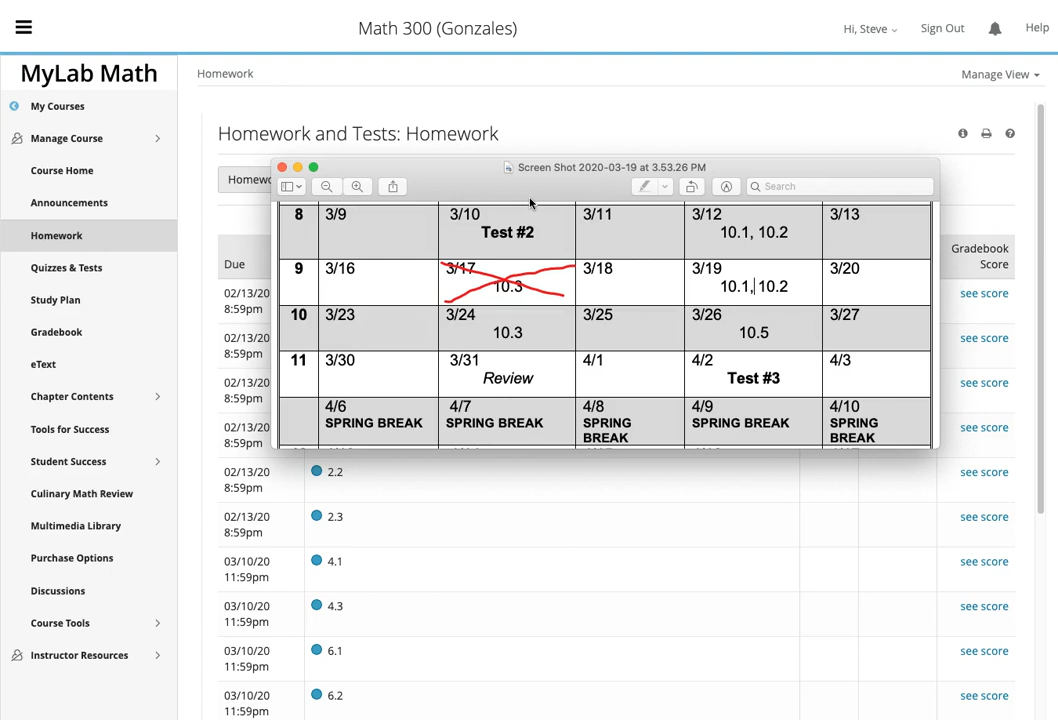 Math 300 (Gonzales)
Hi, Steve
Sign Out
Help
MyLab Math
Homework
Manage View
My Courses
Manage Course
Course Home
Announcements
Homework
Quizzes & Tests
Study Plan
Gradebook
eText
Chapter Contents
Tools for Success
Student Success
Culinary Math Review
Multimedia Library
Purchase Options
Discussions
Course Tools
Instructor Resources
Homework and Tests: Homework
Homewo
Screen Shot 2020-03-19 at 3.53.26 PM
Search
8 3/9 3/10 3/11 3/12 3/13
Test #2 10.1, 10.2
9 3/16 3/17 3/18 3/19 3/20
10.3 10.1, 10.2
10 3/23 3/24 3/25 3/26 3/27
10.3 10.5
11 3/30 3/31 4/1 4/2 4/3
Review Test #3
4/6 4/7 4/8 4/9 4/10
SPRING BREAK SPRING BREAK SPRING BREAK SPRING BREAK SPRING BREAK
Due
Gradebook
Score
02/13/20 see score
8:59pm
02/13/20 see score
8:59pm
02/13/20 see score
8:59pm
02/13/20 see score
8:59pm
02/13/20 2.2 see score
8:59pm
02/13/20 2.3 see score
8:59pm
03/10/20 4.1 see score
11:59pm
03/10/20 4.3 see score
11:59pm
03/10/20 6.1 see score
11:59pm
03/10/20 6.2 see score
11:59pm